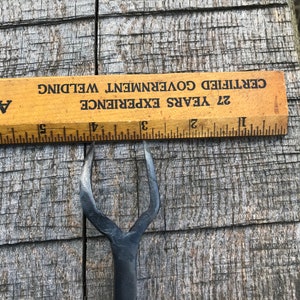 27 YEARS EXPERIENCE
CERTIFIED GOVERNMENT WELDING
A
1 2 3 4 5